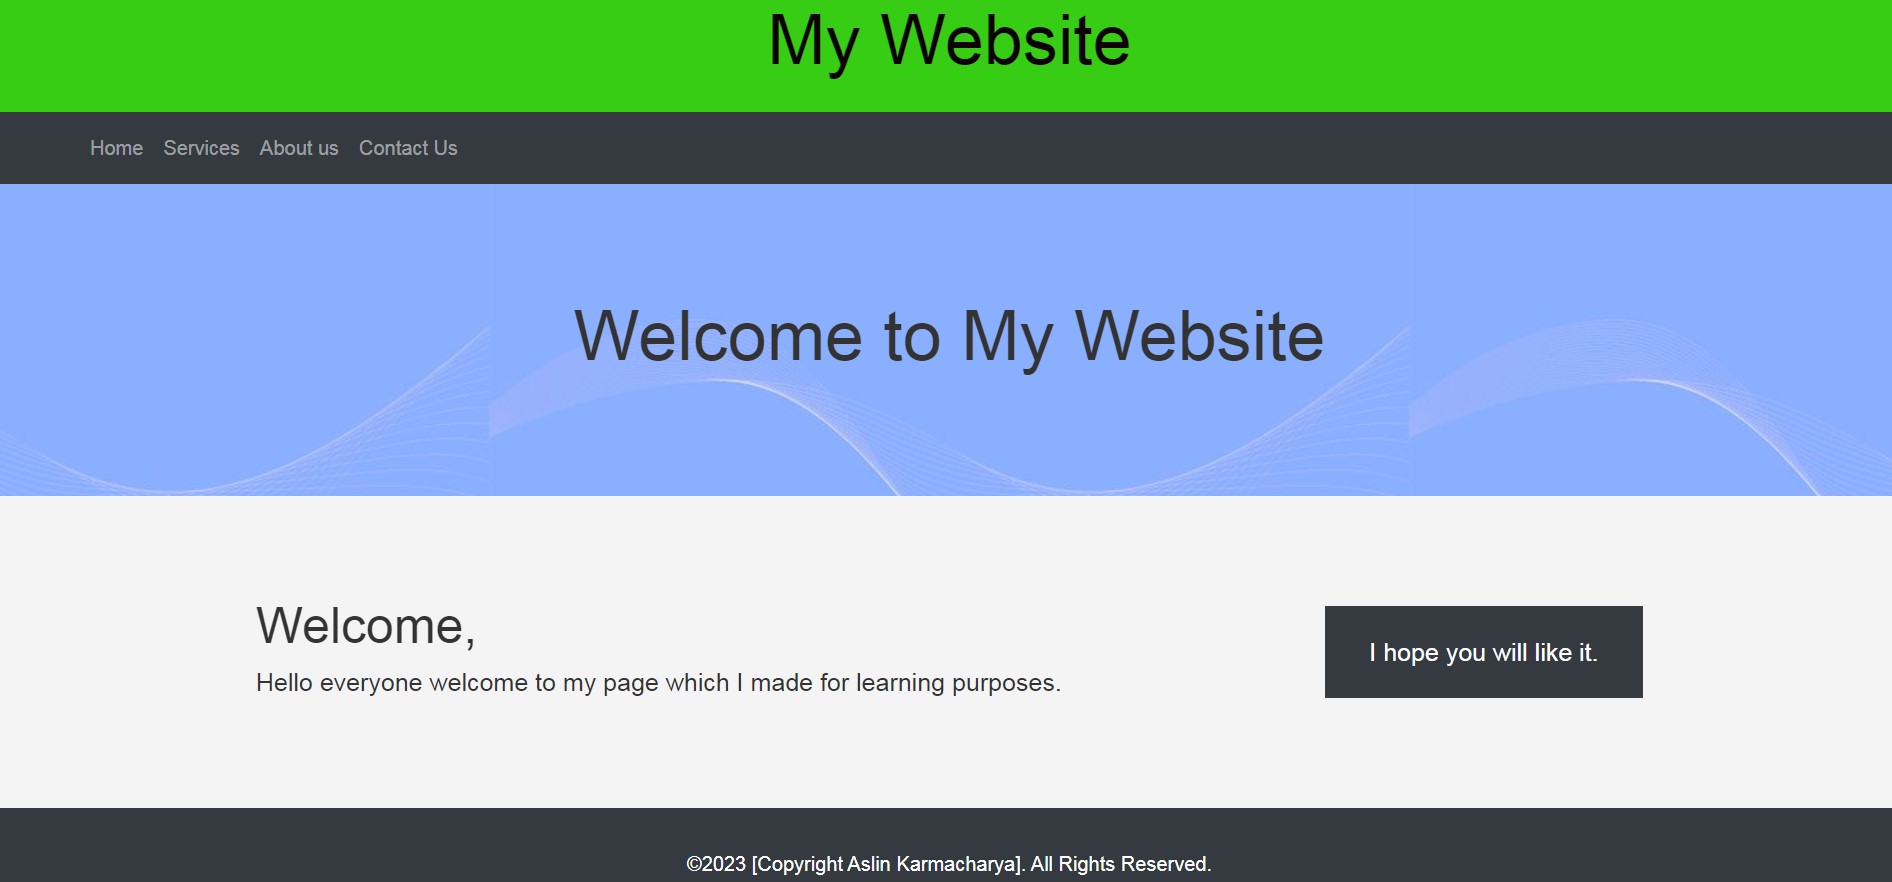 My Website
Home Services About us Contact Us
Welcome to My Website
Welcome,
Hello everyone welcome to my page which I made for learning purposes.
I hope you will like it.
©2023 [Copyright Aslin Karmacharya]. All Rights Reserved.